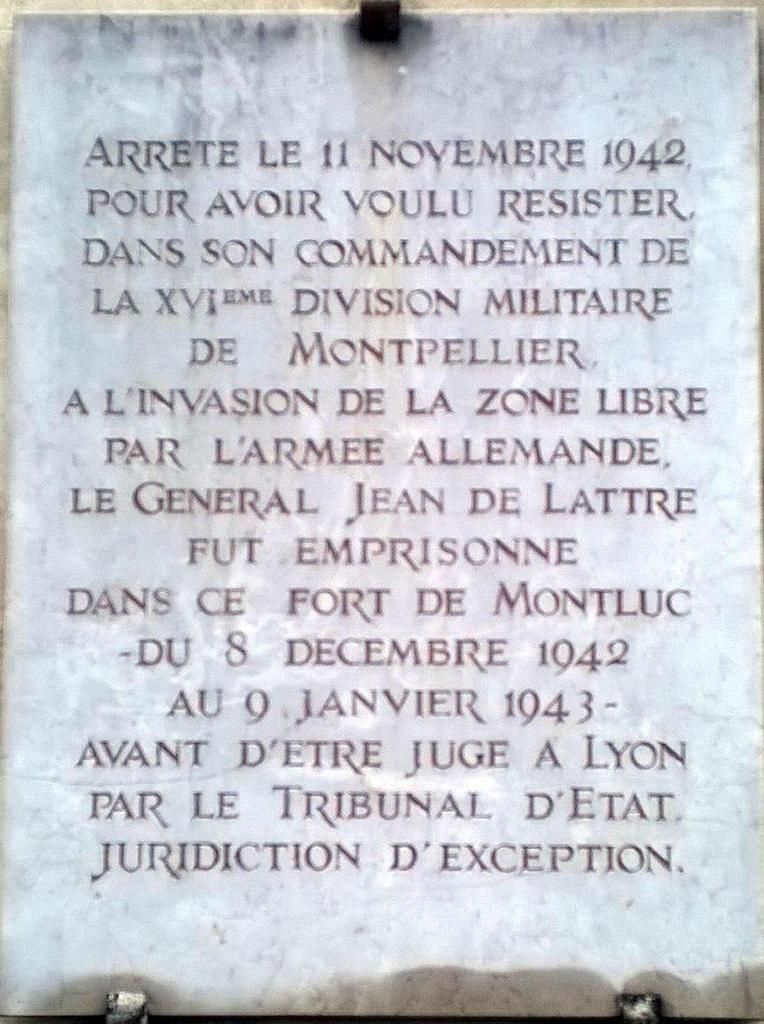 ARRETE LE 11 NOVEMBRE 1942,
POUR AVOIR VOULU RESISTER,
DANS SON COMMANDEMENT DE
LA XVIEME DIVISION MILITAIRE
DE MONTPELLIER,
A L'INVASION DE LA ZONE LIBRE
PAR L'ARMEE ALLEMANDE,
LE GENERAL JEAN DE LATTRE
FUT EMPRISONNE
DANS CE FORT DE MONTLUC
-DU 8 DECEMBRE 1942
AU 9 JANVIER 1943-
AVANT D'ETRE JUGE A LYON
PAR LE TRIBUNAL D'ETAT,
JURIDICTION D'EXCEPTION.